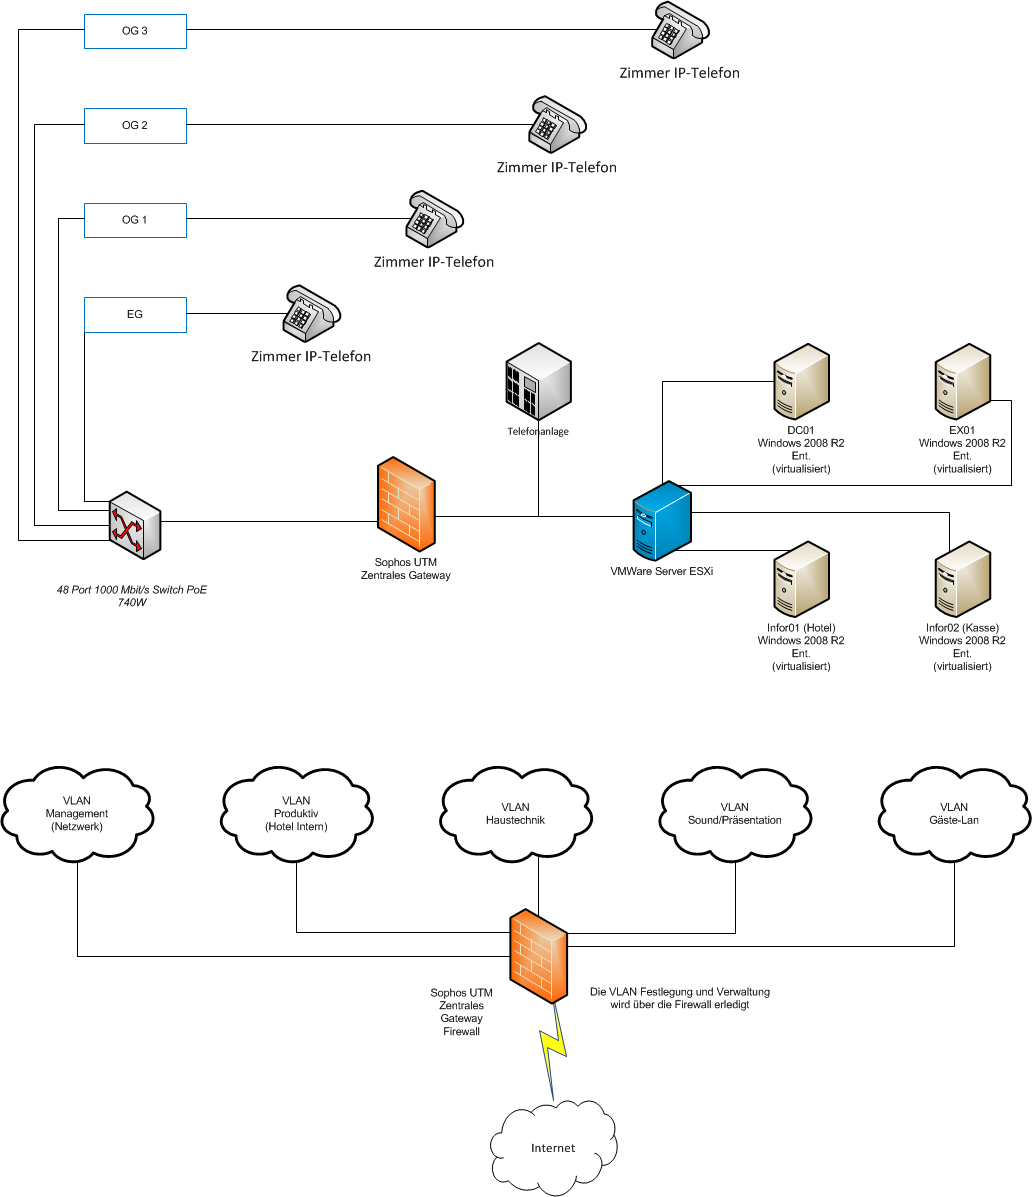 OG 3
Zimmer IP-Telefon
OG 2
Zimmer IP-Telefon
OG 1
Zimmer IP-Telefon
EG
Zimmer IP-Telefon
Telefonanlage
DC01
Windows 2008 R2
Ent.
(virtualisiert)
EX01
Windows 2008 R2
Ent.
(virtualisiert)
48 Port 1000 Mbit/s Switch PoE
740W
Sophos UTM
Zentrales Gateway
VMWare Server ESXi
Infor01 (Hotel)
Windows 2008 R2
Ent.
(virtualisiert)
Infor02 (Kasse)
Windows 2008 R2
Ent.
(virtualisiert)
VLAN
Management
(Netzwerk)
VLAN
Produktiv
(Hotel Intern)
VLAN
Haustechnik
VLAN
Sound/Präsentation
VLAN
Gäste-Lan
Sophos UTM
Zentrales
Gateway
Firewall
Die VLAN Festlegung und Verwaltung
wird über die Firewall erledigt
Internet